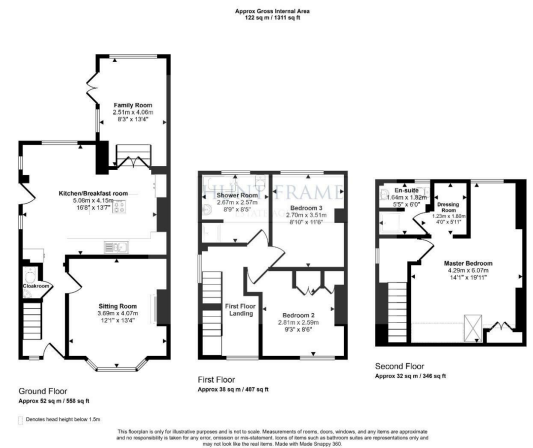 Approx Gross Internal Area
122 sq m / 1311 sq ft
Family Room
2.51m x 4.06m
8'3" x 13'4"
Kitchen/Breakfast room
5.08m x 4.15m
16'8" x 13'7"
Cloakroom
Sitting Room
3.69m x 4.07m
12'1" x 13'4"
Ground Floor
Approx 52 sq m / 558 sq ft
Denotes head height below 1.5m
HUNT FRAME
Shower Room
2.67m x 2.57m
8'9" x 8'5"
Bedroom 3
2.70m x 3.51m
8'10" x 11'6"
First Floor
Landing
Bedroom 2
2.81m x 2.59m
9'3" x 8'6"
First Floor
Approx 38 sq m / 407 sq ft
En-suite
1.64m x 1.82m
5'5" x 6'0"
Dressing
Room
1.23m x 1.80m
4'0" x 5'11"
Master Bedroom
4.29m x 6.07m
14'1" x 19'11"
Second Floor
Approx 32 sq m / 346 sq ft
This floorplan is only for illustrative purposes and is not to scale. Measurements of rooms, doors, windows, and any items are approximate
and no responsibility is taken for any error, omission or mis-statement. Icons of items such as bathroom suites are representations only and
may not look like the real items. Made with Made Snappy 360.